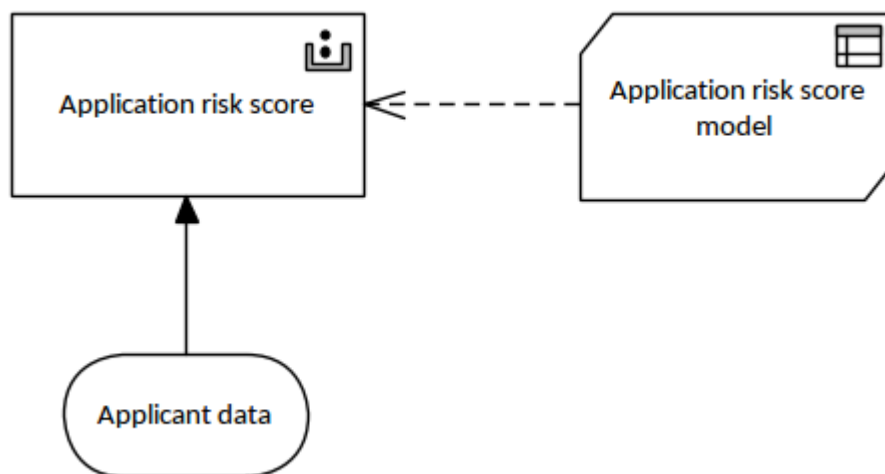 Application risk score
Application risk score
model
Applicant data